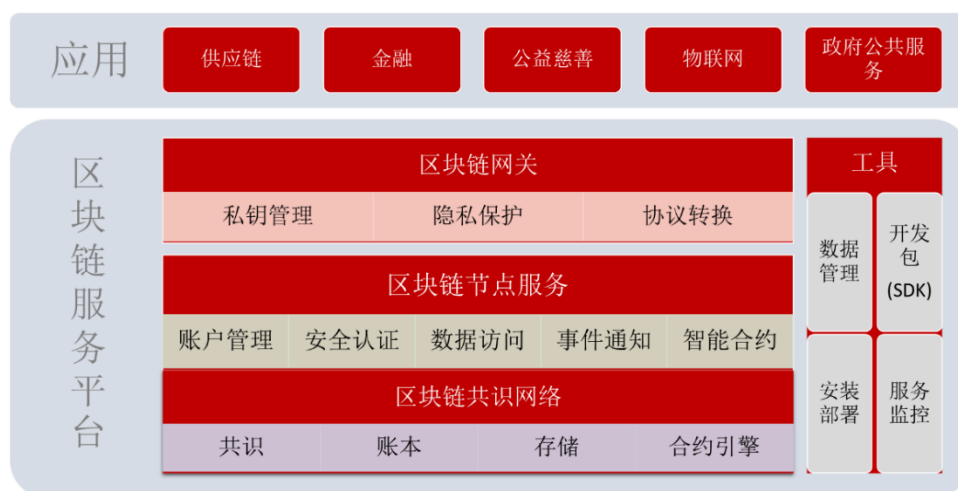 应用
供应链
金融
公益慈善
物联网
政府公共服
务
区块链服务平台
区块链网关
私钥管理
隐私保护
协议转换
区块链节点服务
账户管理
安全认证
数据访问
事件通知
智能合约
区块链共识网络
共识
账本
存储
合约引擎
工具
数据
管理
开发
包
(SDK)
安装
部署
服务
监控